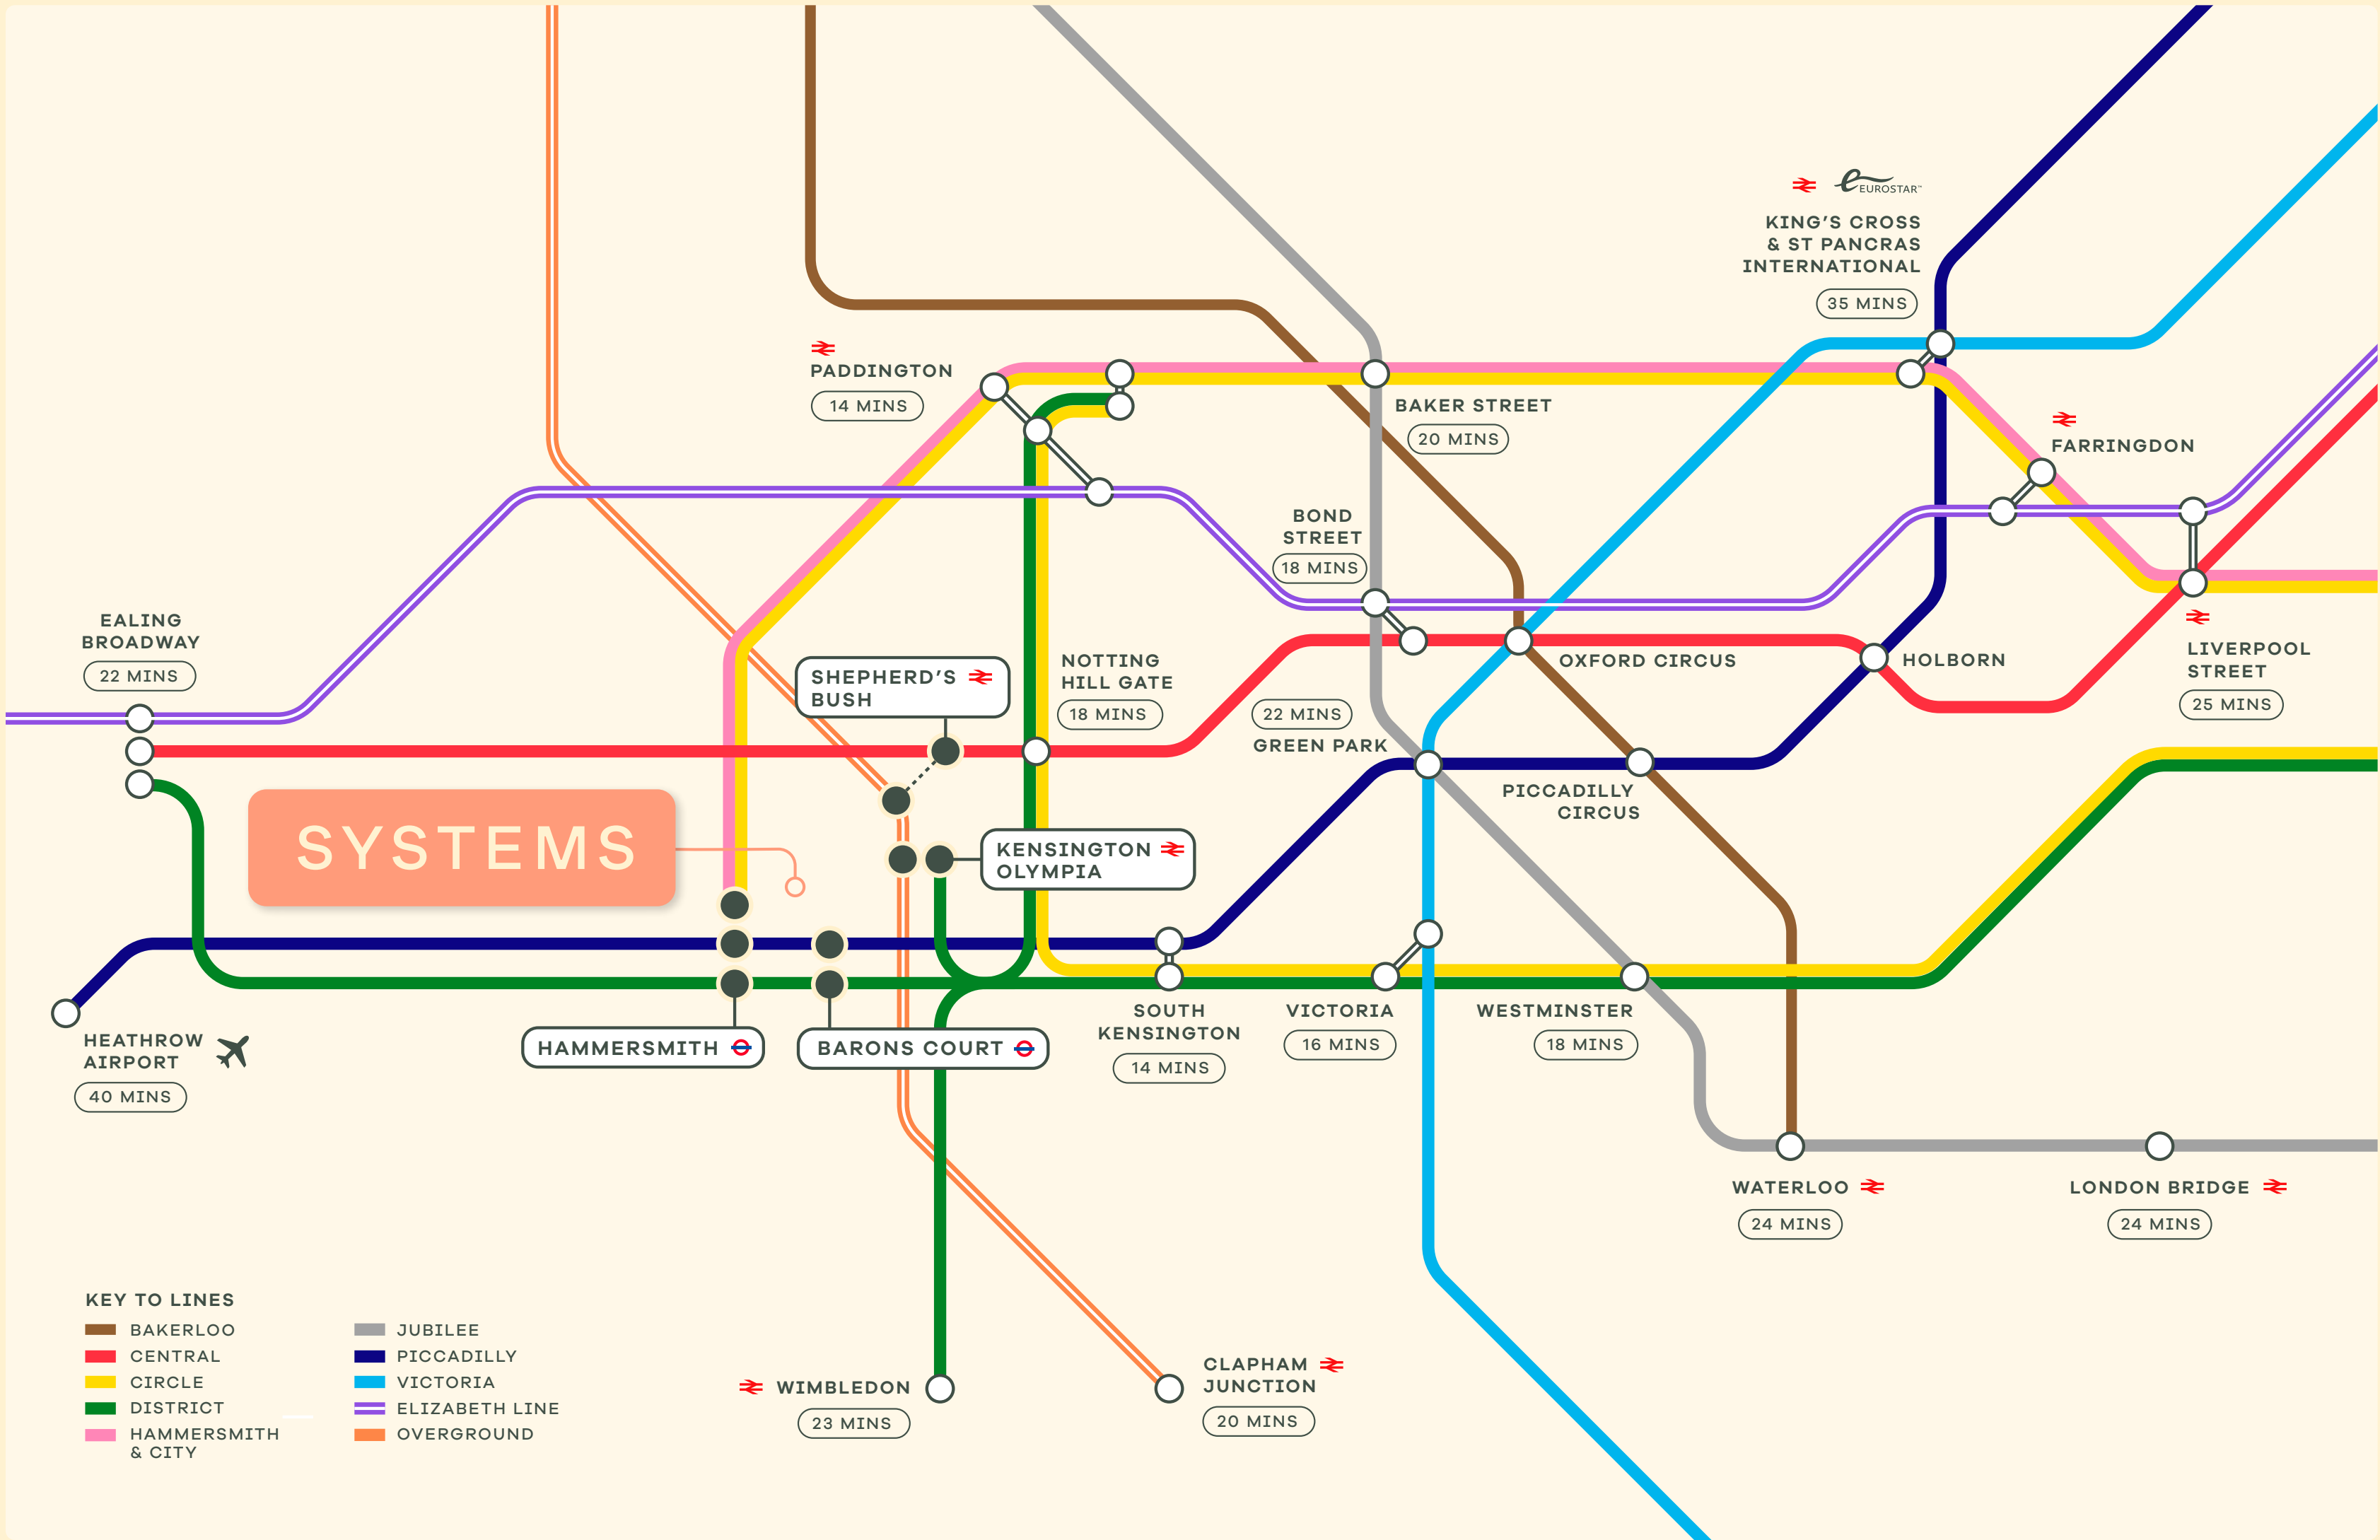 EUROSTAR™
KING'S CROSS
& ST PANCRAS
INTERNATIONAL
35 MINS
PADDINGTON
14 MINS
BAKER STREET
20 MINS
FARRINGDON
BOND
STREET
18 MINS
EALING
BROADWAY
22 MINS
SHEPHERD'S
BUSH
NOTTING
HILL GATE
18 MINS
OXFORD CIRCUS
HOLBORN
LIVERPOOL
STREET
25 MINS
22 MINS
GREEN PARK
PICCADILLY
CIRCUS
SYSTEMS
KENSINGTON
OLYMPIA
HEATHROW
AIRPORT
40 MINS
HAMMERSMITH
BARONS COURT
SOUTH
KENSINGTON
14 MINS
VICTORIA
16 MINS
WESTMINSTER
18 MINS
WATERLOO
24 MINS
LONDON BRIDGE
24 MINS
WIMBLEDON
23 MINS
CLAPHAM
JUNCTION
20 MINS
KEY TO LINES
BAKERLOO
CENTRAL
CIRCLE
DISTRICT
HAMMERSMITH
& CITY
JUBILEE
PICCADILLY
VICTORIA
ELIZABETH LINE
OVERGROUND